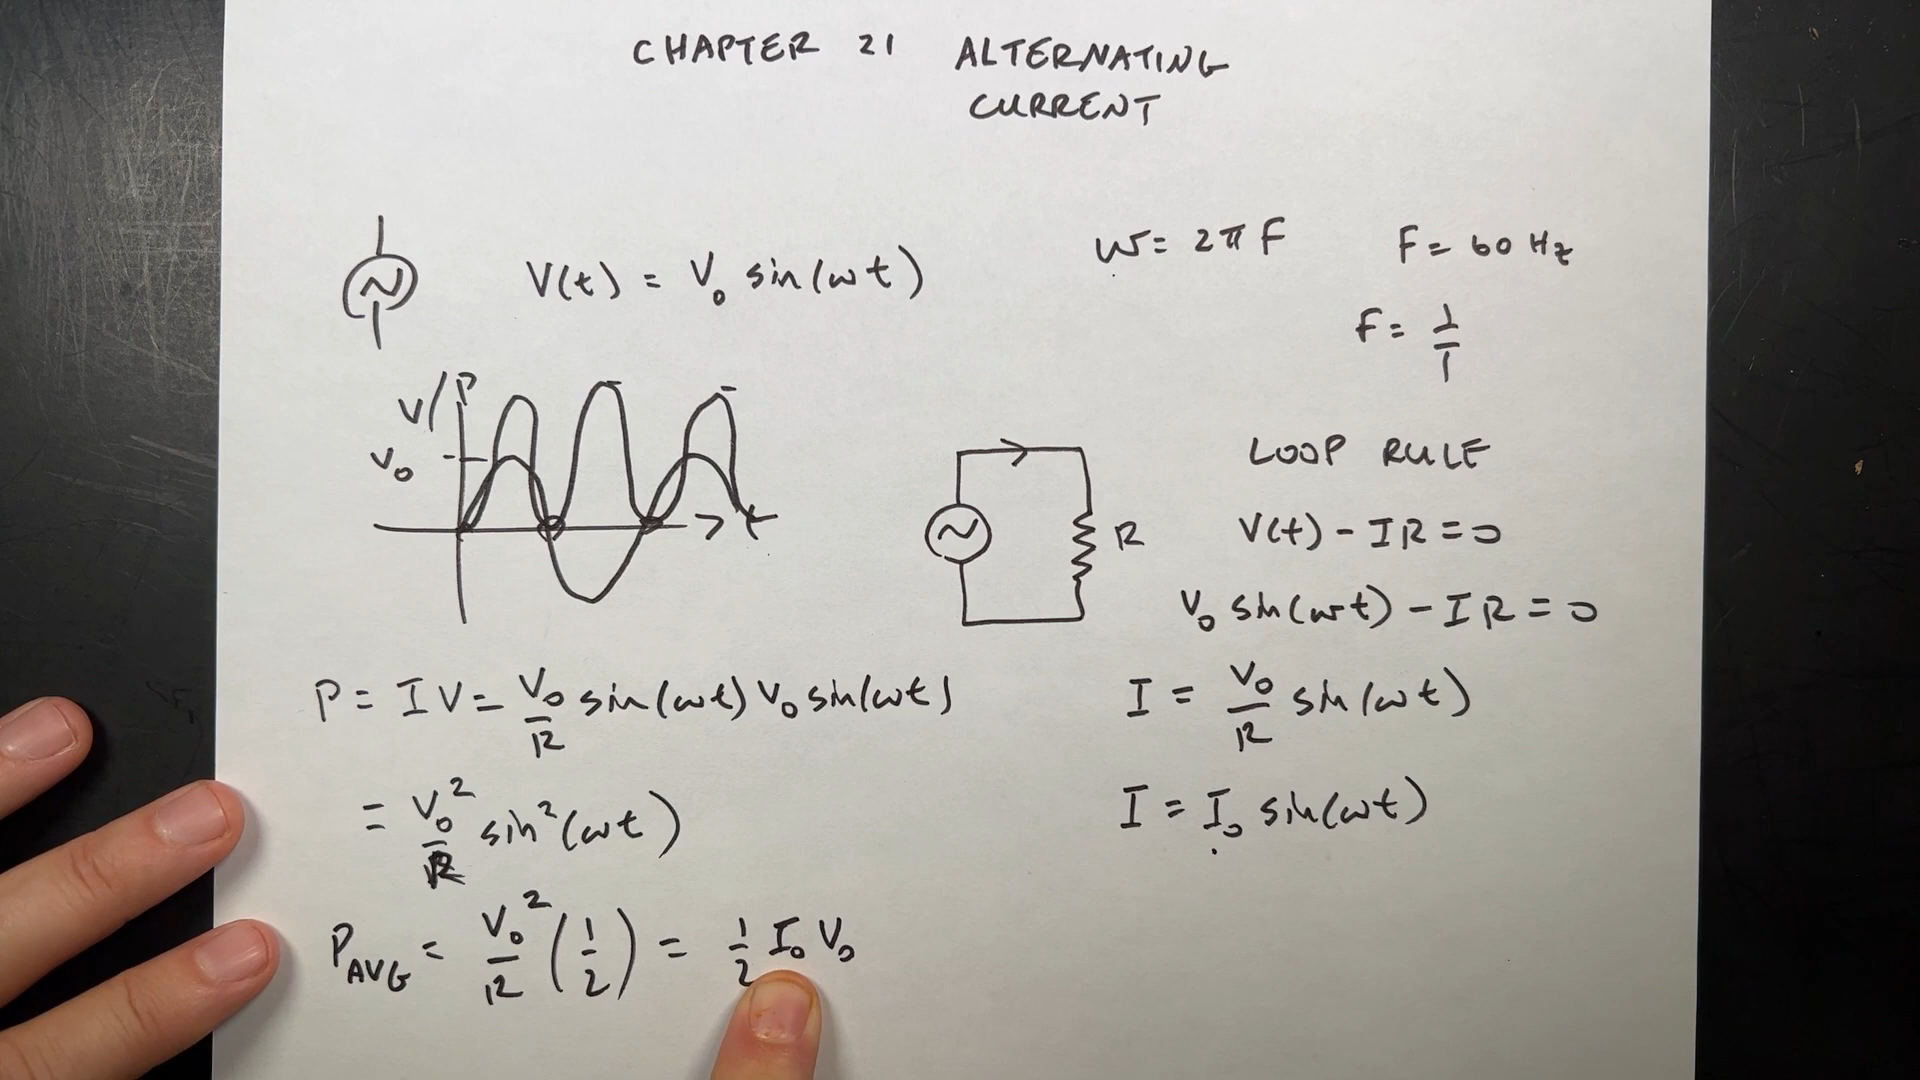 CHAPTER 21 ALTERNATING
CURRENT
V(t) = V₀ sin(ωt)
ω = 2πF
F = 60 Hz
F = 1/T
V/P
V₀
t
R
LOOP RULE
V(t) - IR = 0
V₀ sin(ωt) - IR = 0
I = V₀/R sin(ωt)
I = I₀ sin(ωt)
P = IV = V₀/R sin(ωt) V₀ sin(ωt)
= V₀²/R sin²(ωt)
P_AVG = V₀²/R (1/2) = 1/2 I₀ V₀